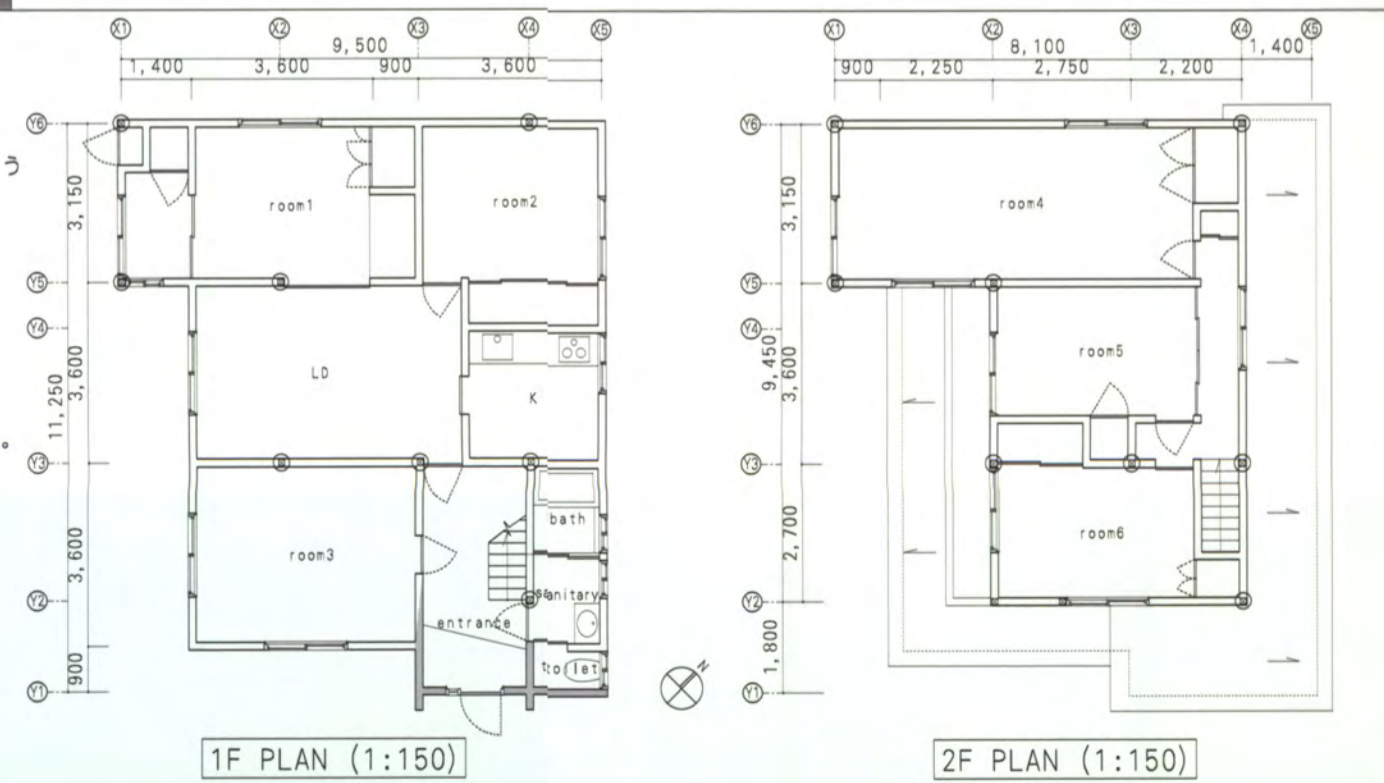 X1 X2 X3 X4 X5
9,500
1,400 3,600 900 3,600
Y6
Y5
Y4
Y3
Y2
Y1
3,150
3,600
11,250
3,600
900
room1
room2
LD
K
room3
bath
sanitary
entrance
toilet
1F PLAN (1:150)
N
X1 X2 X3 X4 X5
8,100 1,400
900 2,250 2,750 2,200
Y6
Y5
Y4
Y3
Y2
Y1
3,150
9,450
3,600
2,700
1,800
room4
room5
room6
2F PLAN (1:150)